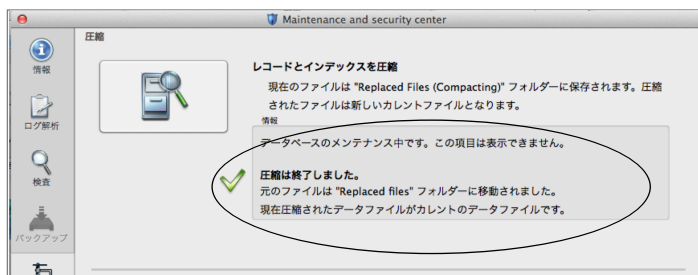 Maintenance and security center
圧縮
情報
レコードとインデックスを圧縮
現在のファイルは "Replaced Files (Compacting)" フォルダーに保存されます。圧縮
されたファイルは新しいカレントファイルとなります。
情報
データベースのメンテナンス中です。この項目は表示できません。
圧縮は終了しました。
元のファイルは "Replaced files" フォルダーに移動されました。
現在圧縮されたデータファイルがカレントのデータファイルです。
ログ解析
検査
バックアップ